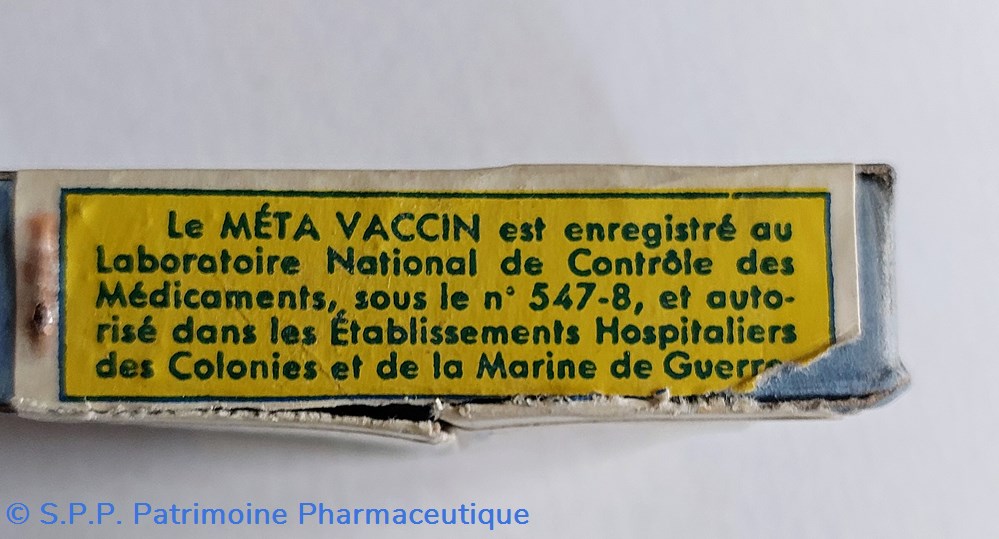 Le MÉTA VACCIN est enregistré au
Laboratoire National de Contrôle des
Médicaments, sous le n° 547-8, et auto-
risé dans les Établissements Hospitaliers
des Colonies et de la Marine de Guerre
© S.P.P. Patrimoine Pharmaceutique